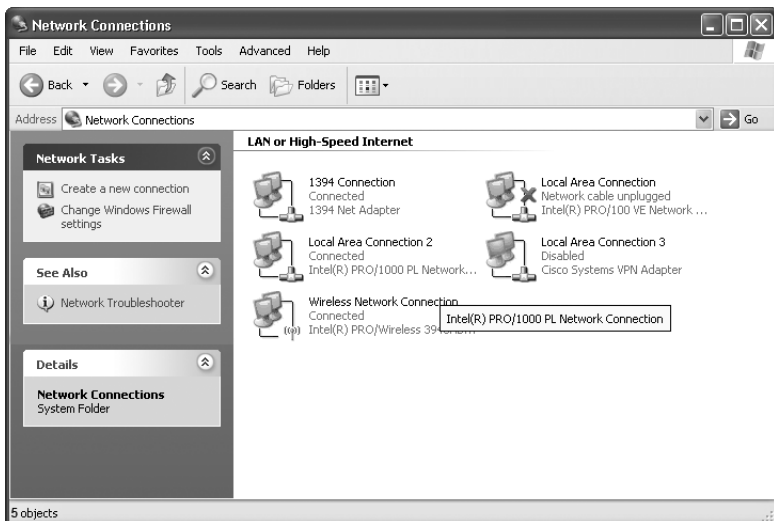 Network Connections
File Edit View Favorites Tools Advanced Help
Back Search Folders
Address Network Connections Go
Network Tasks
Create a new connection
Change Windows Firewall
settings
See Also
Network Troubleshooter
Details
Network Connections
System Folder
LAN or High-Speed Internet
1394 Connection
Connected
1394 Net Adapter
Local Area Connection
Network cable unplugged
Intel(R) PRO/100 VE Network ...
Local Area Connection 2
Connected
Intel(R) PRO/1000 PL Network...
Local Area Connection 3
Disabled
Cisco Systems VPN Adapter
Wireless Network Connection
Connected
Intel(R) PRO/Wireless
Intel(R) PRO/1000 PL Network Connection
5 objects